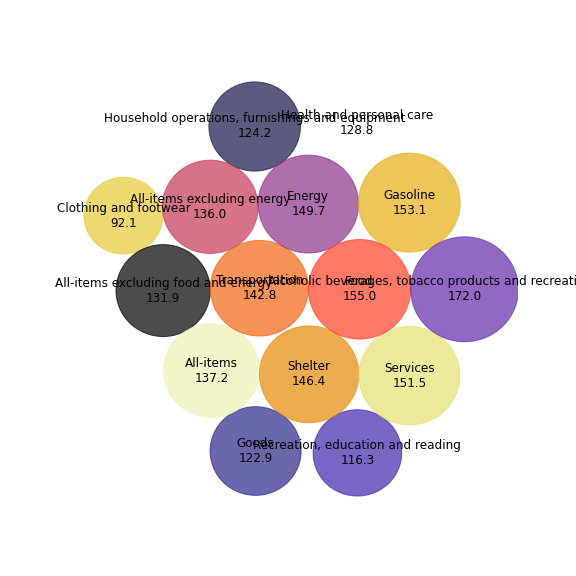 Household operations, furnishings and equipment
124.2
Health and personal care
128.8
Clothing and footwear
92.1
All-items excluding energy
136.0
Energy
149.7
Gasoline
153.1
All-items excluding food and energy
131.9
Transportation
142.8
Food
155.0
Alcoholic beverages, tobacco products and recreati
172.0
All-items
137.2
Shelter
146.4
Services
151.5
Goods
122.9
Recreation, education and reading
116.3